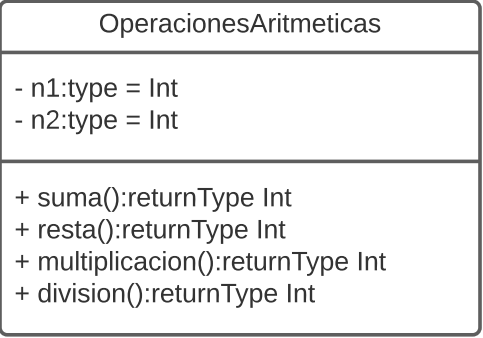 OperacionesAritmeticas
- n1:type = Int
- n2:type = Int
+ suma():returnType Int
+ resta():returnType Int
+ multiplicacion():returnType Int
+ division():returnType Int